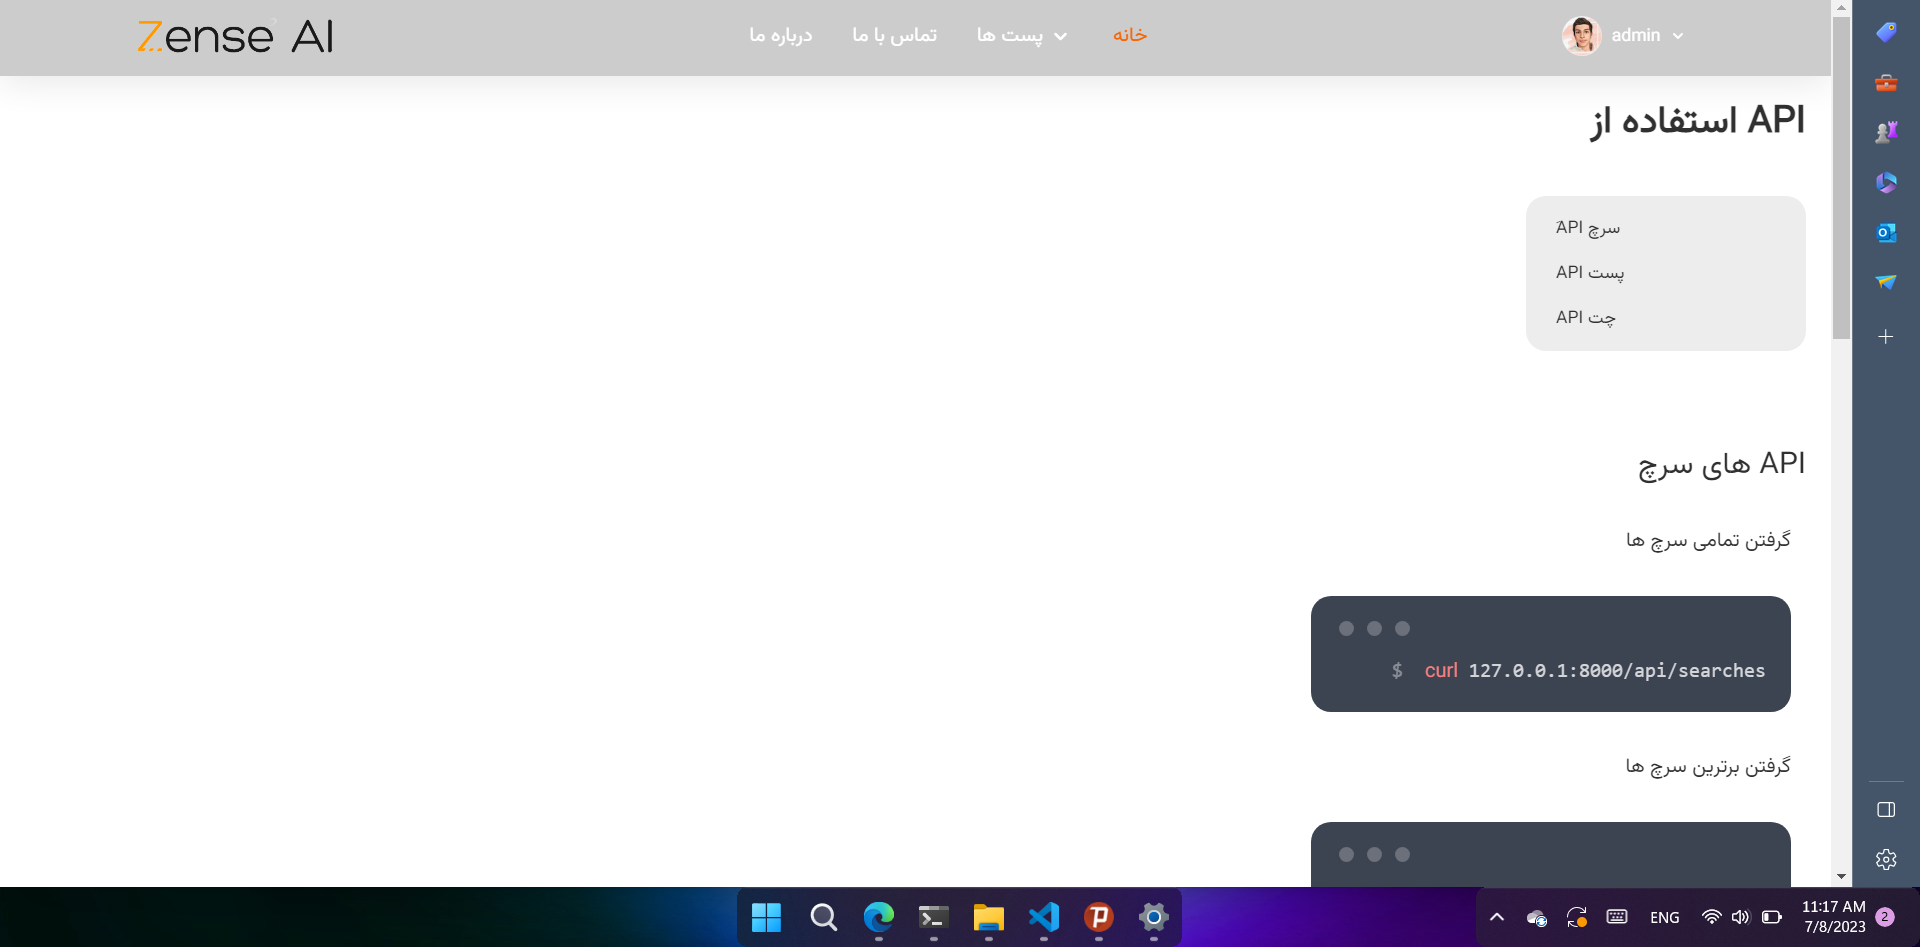 Zense AI
خانه
پست ها
تماس با ما
درباره ما
admin
API استفاده از
سرچ API
پست API
چت API
API های سرچ
گرفتن تمامی سرچ ها
$ curl 127.0.0.1:8000/api/searches
گرفتن برترین سرچ ها
ENG
11:17 AM
7/8/2023
2